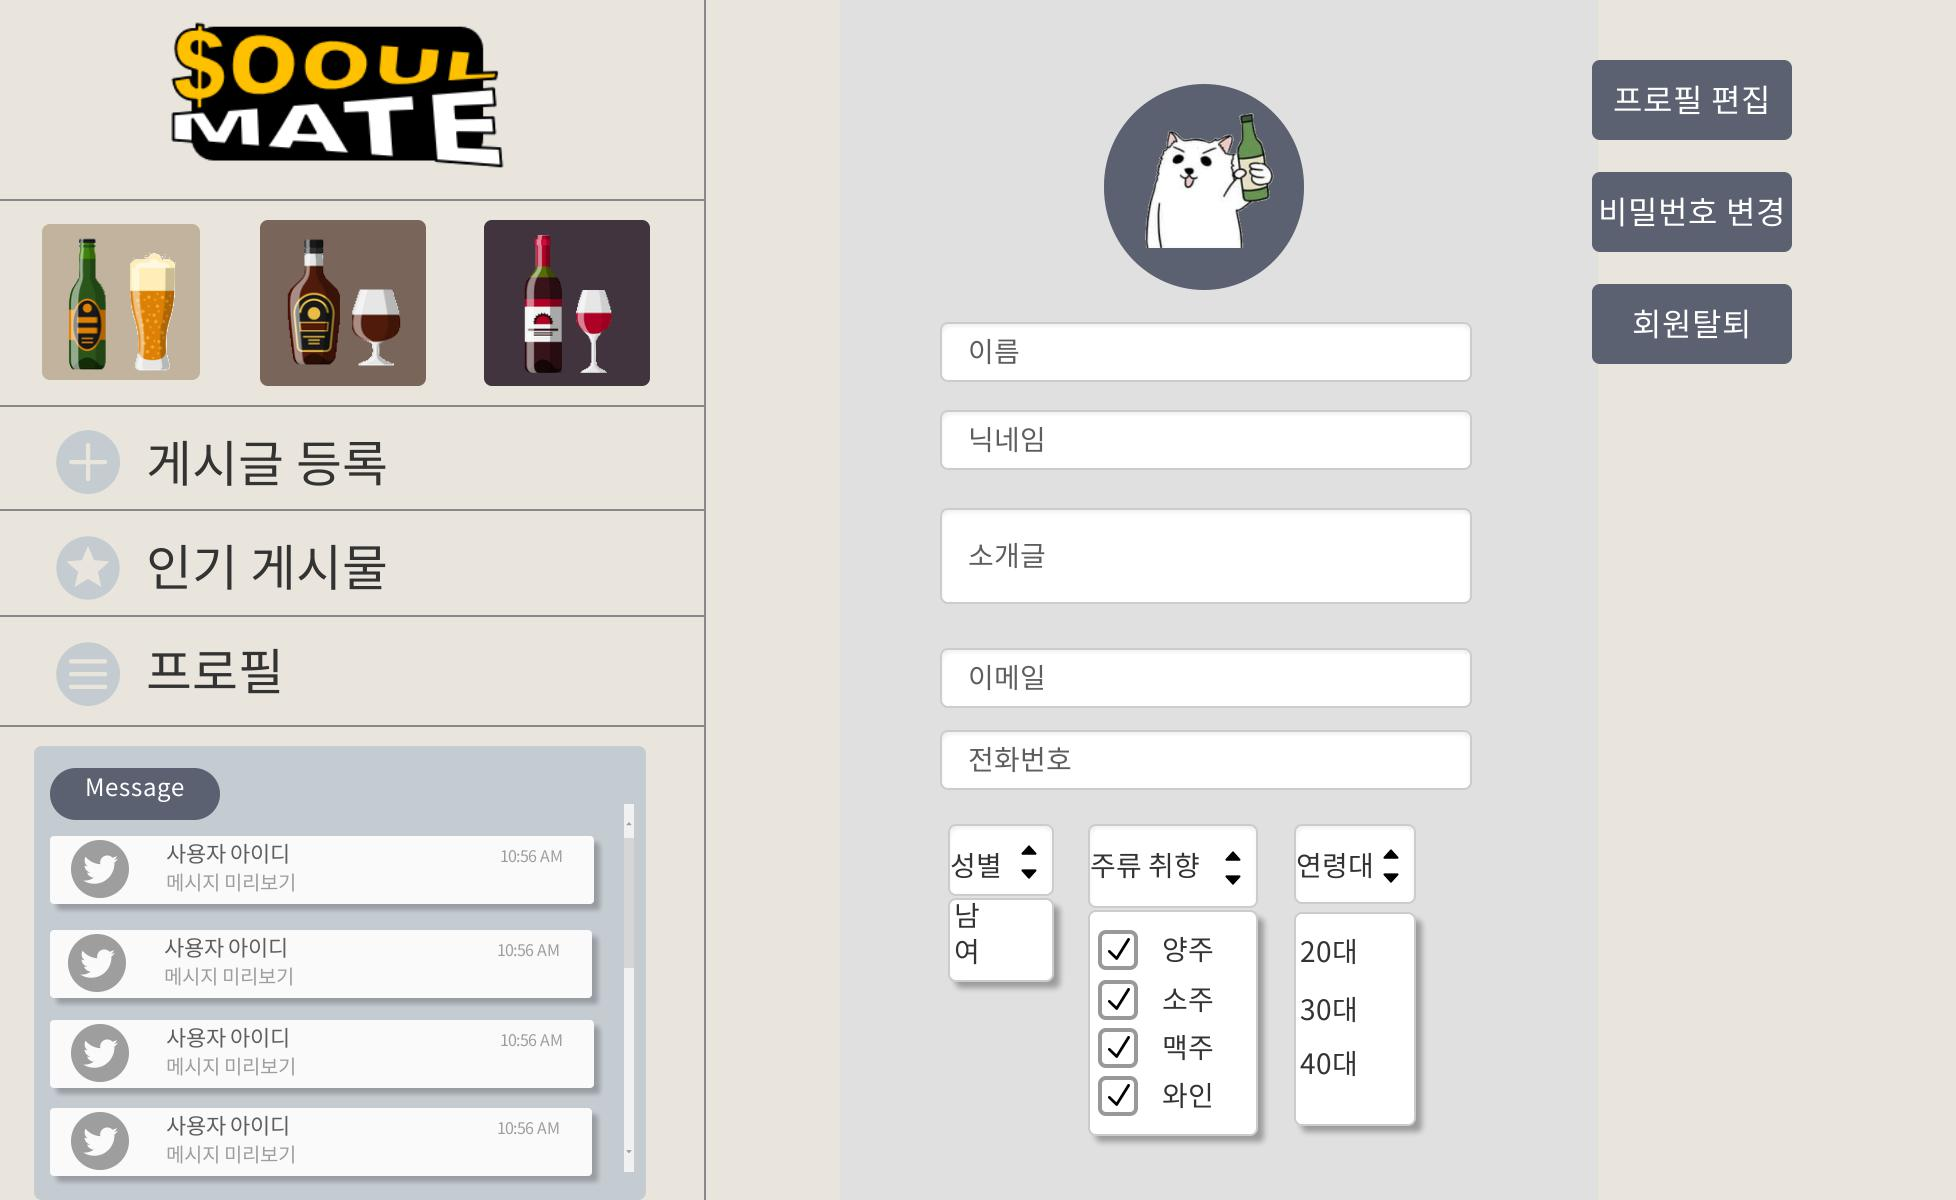 $OOUL
MATE
게시글 등록
인기 게시물
프로필
Message
사용자 아이디
10:56 AM
메시지 미리보기
사용자 아이디
10:56 AM
메시지 미리보기
사용자 아이디
10:56 AM
메시지 미리보기
사용자 아이디
10:56 AM
메시지 미리보기
이름
닉네임
소개글
이메일
전화번호
성별
남
여
주류 취향
양주
소주
맥주
와인
연령대
20대
30대
40대
프로필 편집
비밀번호 변경
회원탈퇴